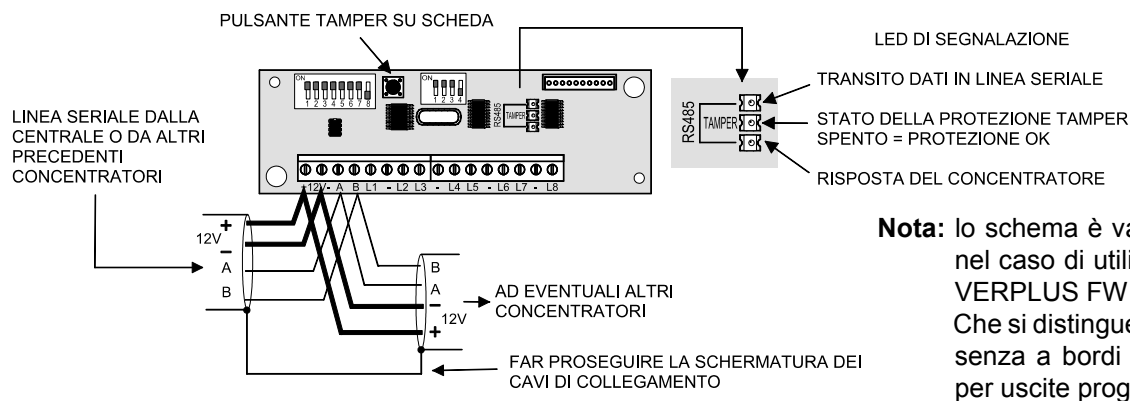 PULSANTE TAMPER SU SCHEDA
LED DI SEGNALAZIONE
ON
1 2 3 4 5 6 7 8
ON
1 2 3 4
RS485
TAMPER
RS485
TAMPER
TRANSITO DATI IN LINEA SERIALE
STATO DELLA PROTEZIONE TAMPER
SPENTO = PROTEZIONE OK
RISPOSTA DEL CONCENTRATORE
LINEA SERIALE DALLA
CENTRALE O DA ALTRI
PRECEDENTI
CONCENTRATORI
+12V - A B L1 - L2 L3 - L4 L5 - L6 L7 - L8
+
12V
−
A
B
B
A
−
12V
+
AD EVENTUALI ALTRI
CONCENTRATORI
FAR PROSEGUIRE LA SCHERMATURA DEI
CAVI DI COLLEGAMENTO
Nota: lo schema è va
nel caso di utili
VERPLUS FW
Che si distingue
senza a bordi
per uscite prog